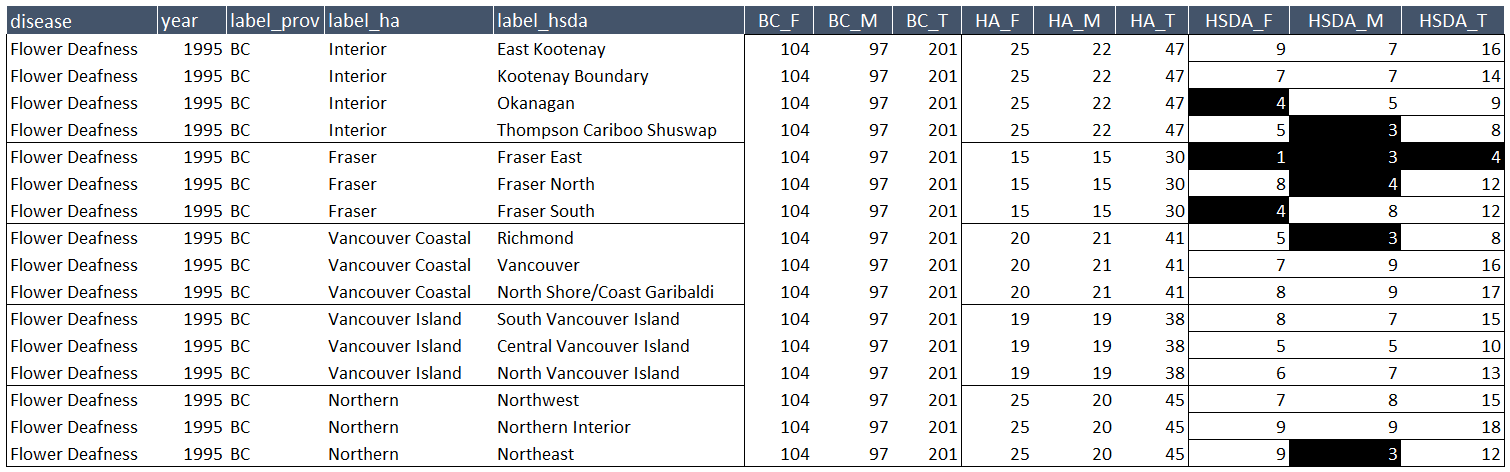 disease year label_prov label_ha label_hsda BC_F BC_M BC_T HA_F HA_M HA_T HSDA_F HSDA_M HSDA_T
Flower Deafness 1995 BC Interior East Kootenay 104 97 201 25 22 47 9 7 16
Flower Deafness 1995 BC Interior Kootenay Boundary 104 97 201 25 22 47 7 7 14
Flower Deafness 1995 BC Interior Okanagan 104 97 201 25 22 47 4 5 9
Flower Deafness 1995 BC Interior Thompson Cariboo Shuswap 104 97 201 25 22 47 5 3 8
Flower Deafness 1995 BC Fraser Fraser East 104 97 201 15 15 30 1 3 4
Flower Deafness 1995 BC Fraser Fraser North 104 97 201 15 15 30 8 4 12
Flower Deafness 1995 BC Fraser Fraser South 104 97 201 15 15 30 4 8 12
Flower Deafness 1995 BC Vancouver Coastal Richmond 104 97 201 20 21 41 5 3 8
Flower Deafness 1995 BC Vancouver Coastal Vancouver 104 97 201 20 21 41 7 9 16
Flower Deafness 1995 BC Vancouver Coastal North Shore/Coast Garibaldi 104 97 201 20 21 41 8 9 17
Flower Deafness 1995 BC Vancouver Island South Vancouver Island 104 97 201 19 19 38 8 7 15
Flower Deafness 1995 BC Vancouver Island Central Vancouver Island 104 97 201 19 19 38 5 5 10
Flower Deafness 1995 BC Vancouver Island North Vancouver Island 104 97 201 19 19 38 6 7 13
Flower Deafness 1995 BC Northern Northwest 104 97 201 25 20 45 7 8 15
Flower Deafness 1995 BC Northern Northern Interior 104 97 201 25 20 45 9 9 18
Flower Deafness 1995 BC Northern Northeast 104 97 201 25 20 45 9 3 12